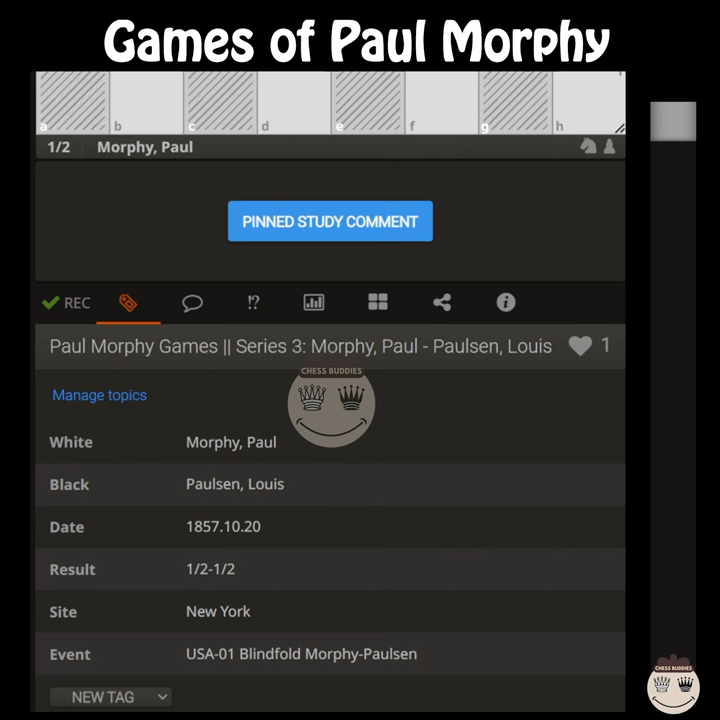 Games of Paul Morphy
a b c d e f g h
1/2 Morphy, Paul
PINNED STUDY COMMENT
REC !?
Paul Morphy Games || Series 3: Morphy, Paul - Paulsen, Louis 1
CHESS BUDDIES
Manage topics
White Morphy, Paul
Black Paulsen, Louis
Date 1857.10.20
Result 1/2-1/2
Site New York
Event USA-01 Blindfold Morphy-Paulsen
NEW TAG
CHESS BUDDIES